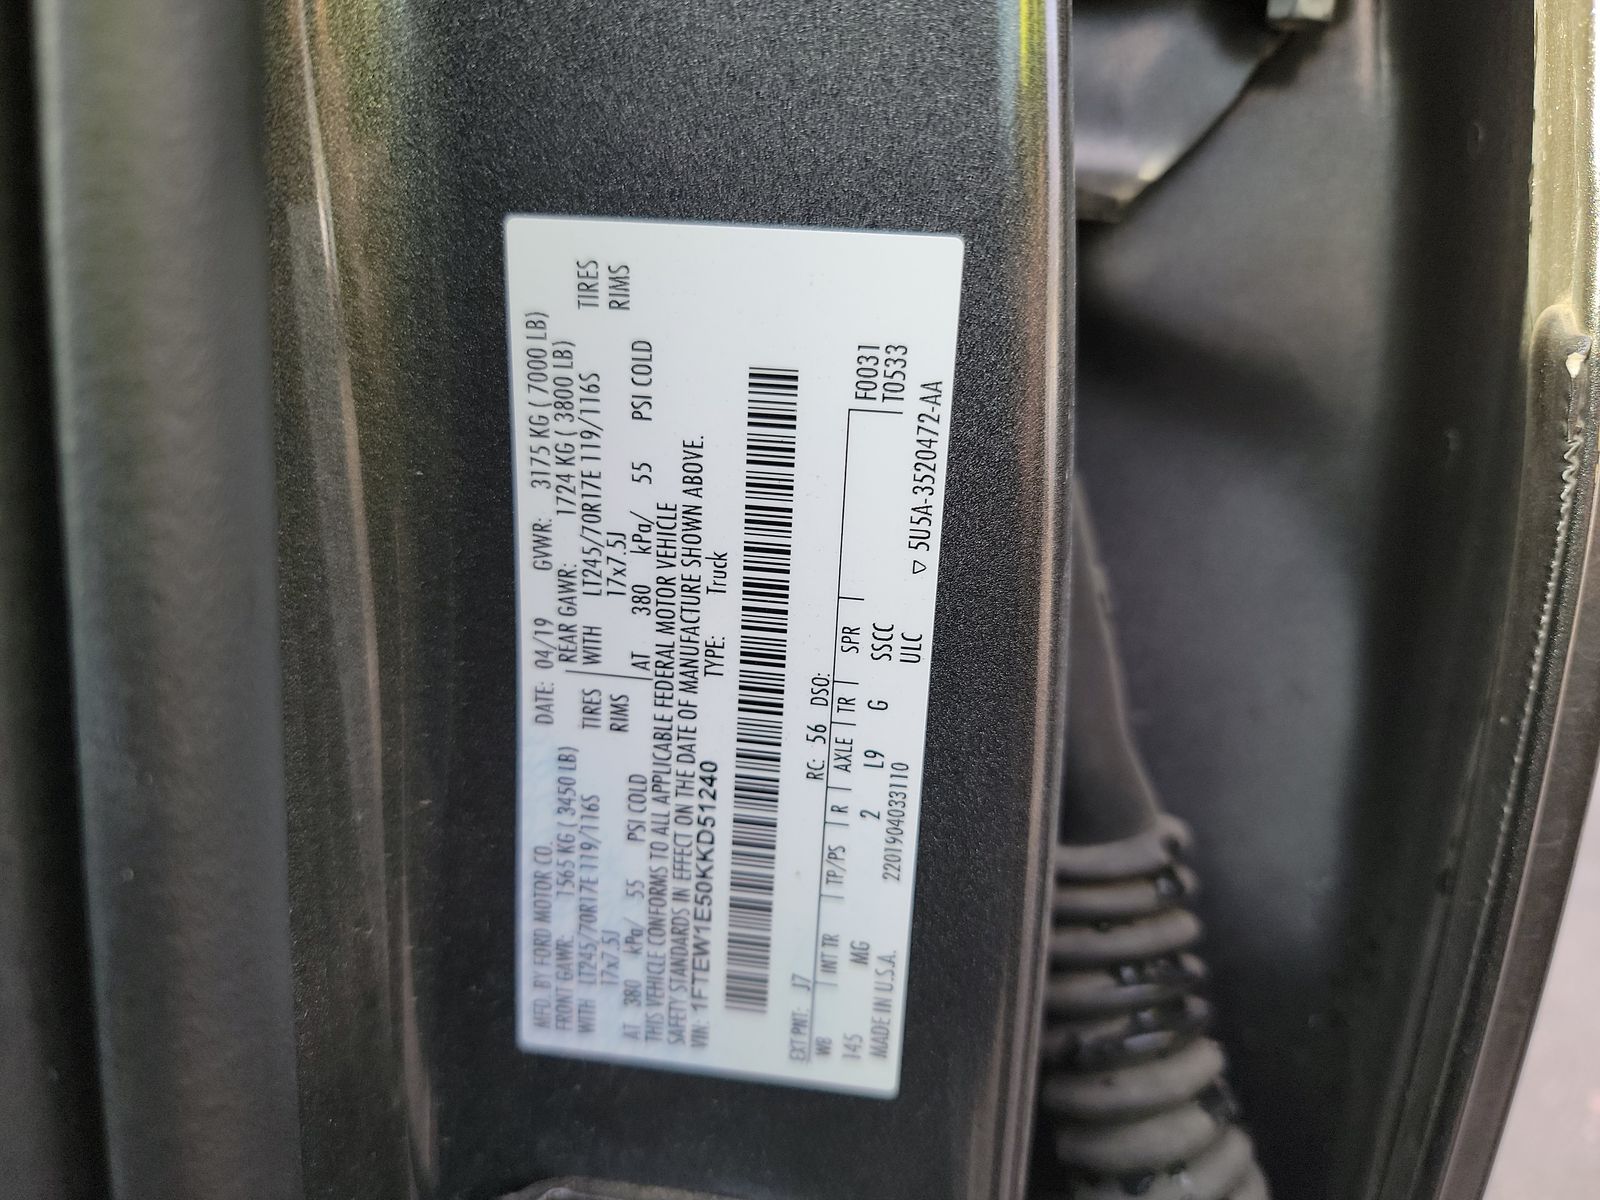 MFD. BY FORD MOTOR CO. DATE: 04/19 GVWR: 3175 KG ( 7000 LB)
FRONT GAWR: 1565 KG ( 3450 LB) REAR GAWR: 1724 KG ( 3800 LB)
WITH LT245/70R17E 119/116S TIRES WITH LT245/70R17E 119/116S TIRES
17x7.5J RIMS 17x7.5J RIMS
AT 380 kPa/ 55 PSI COLD AT 380 kPa/ 55 PSI COLD
THIS VEHICLE CONFORMS TO ALL APPLICABLE FEDERAL MOTOR VEHICLE
SAFETY STANDARDS IN EFFECT ON THE DATE OF MANUFACTURE SHOWN ABOVE.
VIN: 1FTEW1E50KKD51240 TYPE: Truck
EXT PNT: J7 RC: 56 DSO:
WB INT TR TP/PS R AXLE TR SPR F0031
145 MG 2 L9 G SSCC T0533
MADE IN U.S.A. 2201904033110 ULC
▽ 5U5A-3520472-AA